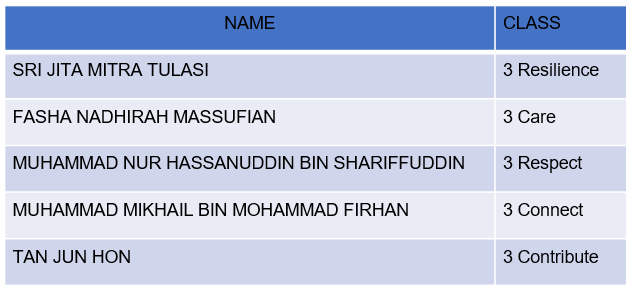 NAME CLASS
SRI JITA MITRA TULASI 3 Resilience
FASHA NADHIRAH MASSUFIAN 3 Care
MUHAMMAD NUR HASSANUDDIN BIN SHARIFFUDDIN 3 Respect
MUHAMMAD MIKHAIL BIN MOHAMMAD FIRHAN 3 Connect
TAN JUN HON 3 Contribute